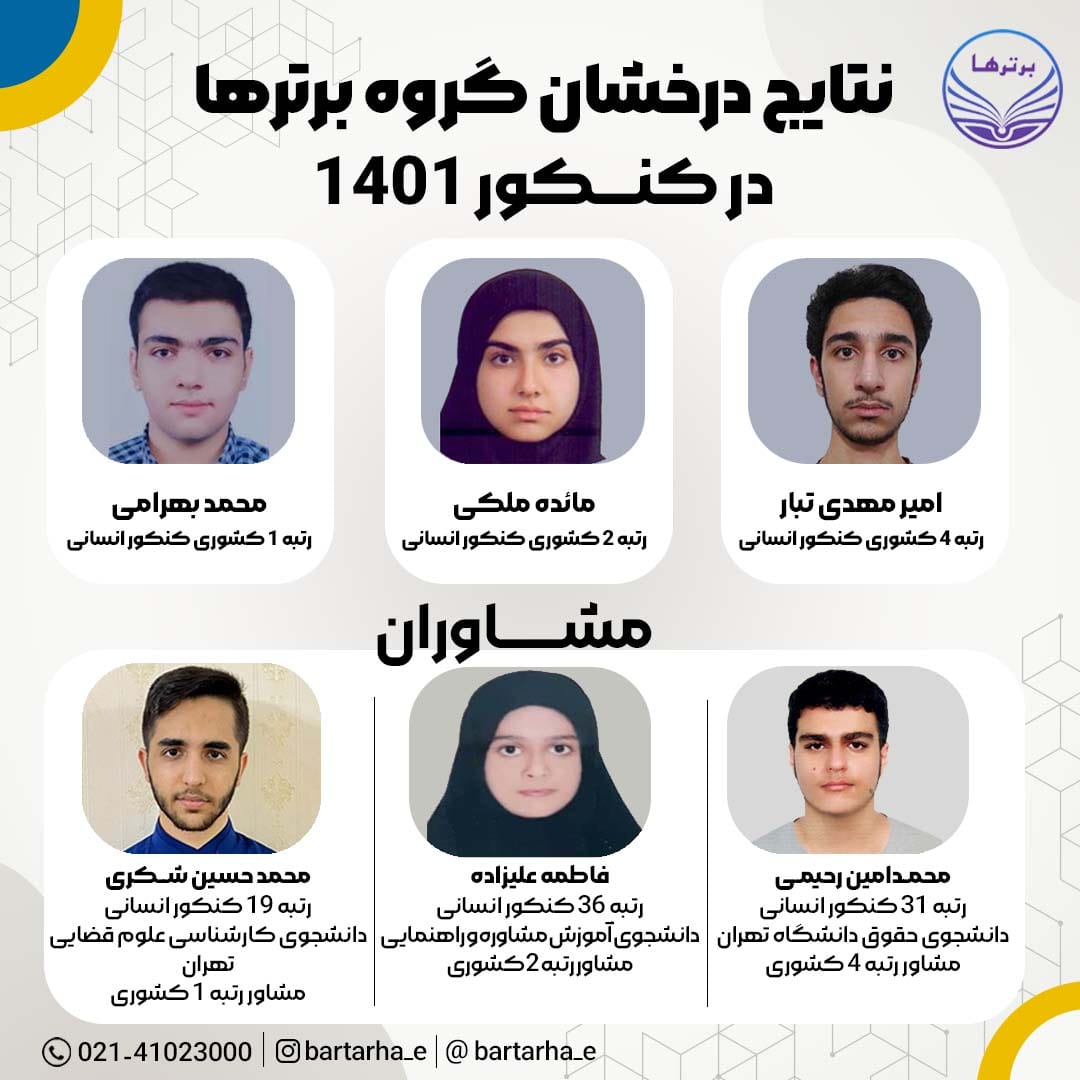 برترها
نتایج درخشان گروه برترها
در کنـــکور 1401
امیر مهدی تبار
رتبه 4 کشوری کنکور انسانی
مائده ملکی
رتبه 2 کشوری کنکور انسانی
محمد بهرامی
رتبه 1 کشوری کنکور انسانی
مشـــاوران
محمدامین رحیمی
رتبه 31 کنکور انسانی
دانشجوی حقوق دانشگاه تهران
مشاور رتبه 4 کشوری
فاطمه علیزاده
رتبه 36 کنکور انسانی
دانشجوی آموزش مشاوره و راهنمایی
مشاور رتبه 2 کشوری
محمد حسین شـکری
رتبه 19 کنکور انسانی
دانشجوی کارشناسی علوم قضایی
تهران
مشاور رتبه 1 کشوری
021-41023000 | bartarha_e | @ bartarha_e